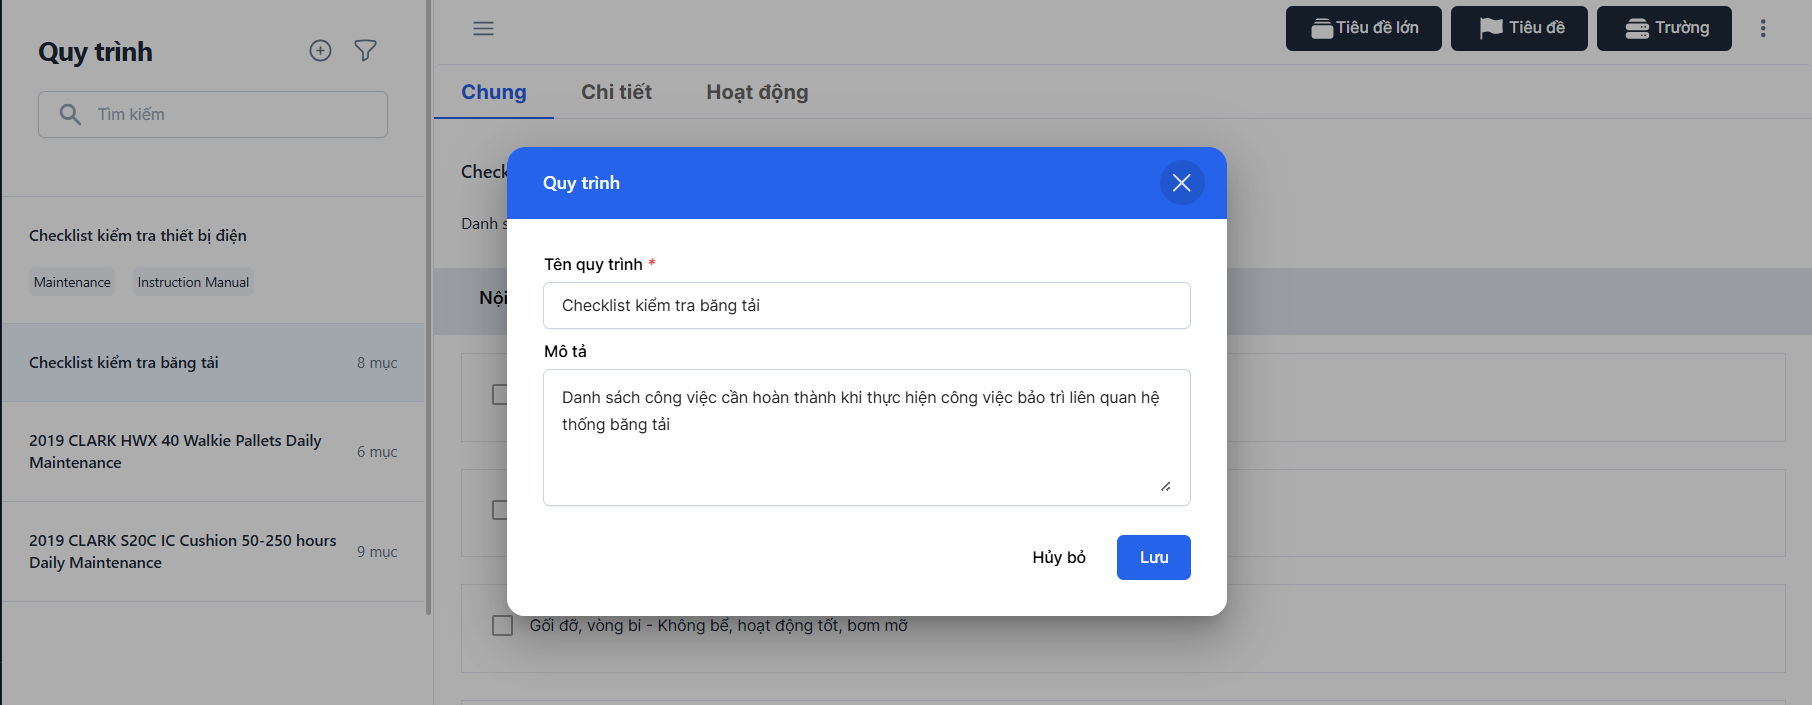 Quy trình
Tìm kiếm
Checklist kiểm tra thiết bị điện
Maintenance Instruction Manual
Checklist kiểm tra băng tải 8 mục
2019 CLARK HWX 40 Walkie Pallets Daily
Maintenance
6 mục
2019 CLARK S20C IC Cushion 50-250 hours
Daily Maintenance
9 mục
Tiêu đề lớn Tiêu đề Trường
Chung Chi tiết Hoạt động
Check
Danh s
Nội
Quy trình
Tên quy trình *
Checklist kiểm tra băng tải
Mô tả
Danh sách công việc cần hoàn thành khi thực hiện công việc bảo trì liên quan hệ
thống băng tải
Hủy bỏ Lưu
Gối đỡ, vòng bi - Không bể, hoạt động tốt, bơm mỡ